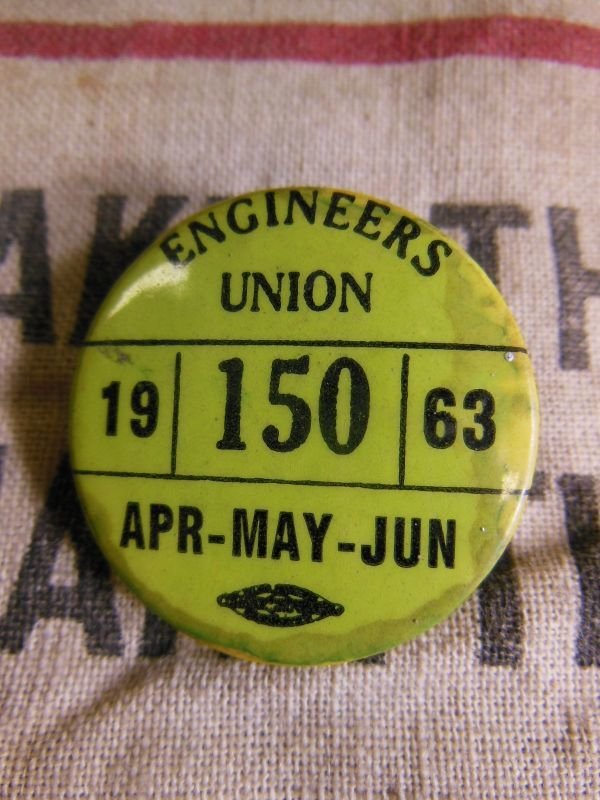 ENGINEERS
UNION
19 150 63
APR-MAY-JUN